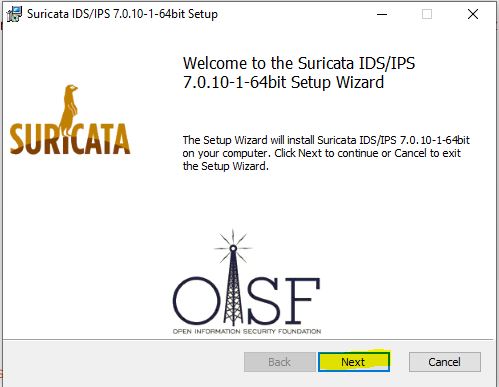 Suricata IDS/IPS 7.0.10-1-64bit Setup
Welcome to the Suricata IDS/IPS
7.0.10-1-64bit Setup Wizard
SURICATA
The Setup Wizard will install Suricata IDS/IPS 7.0.10-1-64bit
on your computer. Click Next to continue or Cancel to exit
the Setup Wizard.
OISF
OPEN INFORMATION SECURITY FOUNDATION
Back Next Cancel